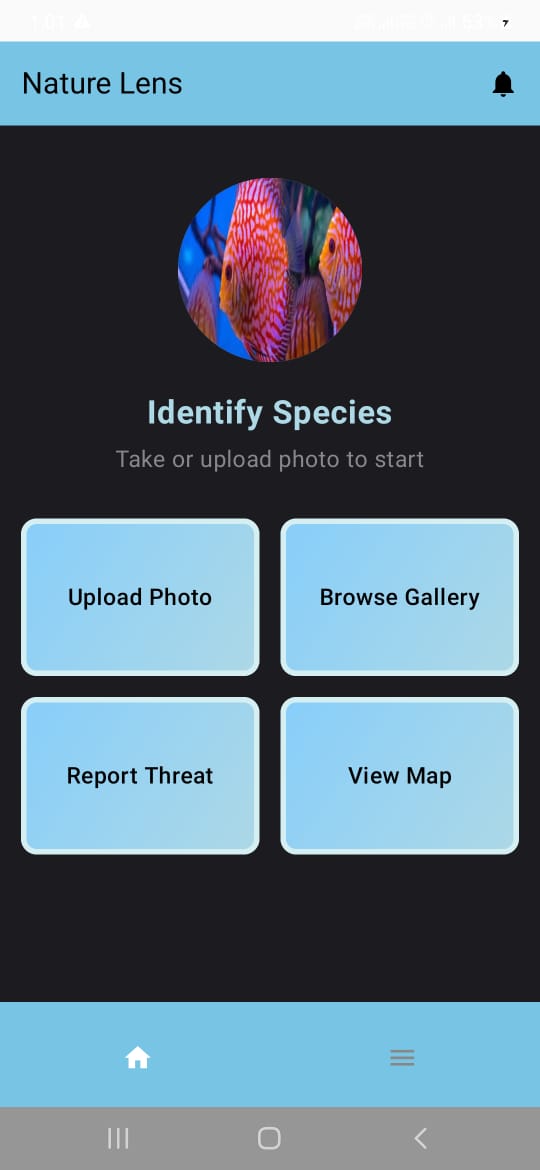 1:01
Nature Lens
Identify Species
Take or upload photo to start
Upload Photo
Browse Gallery
Report Threat
View Map